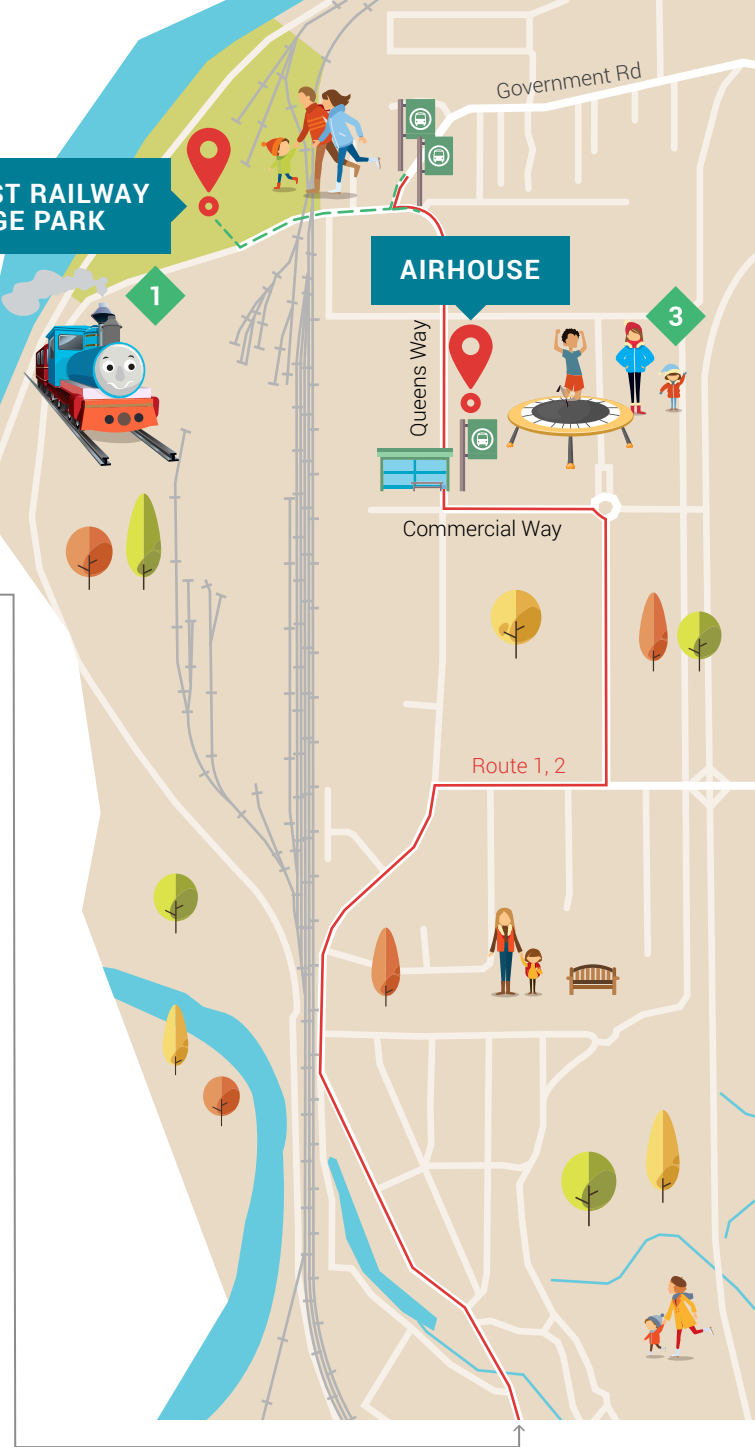 Government Rd
ST RAILWAY
GE PARK
AIRHOUSE
1
3
Queens Way
Commercial Way
Route 1, 2